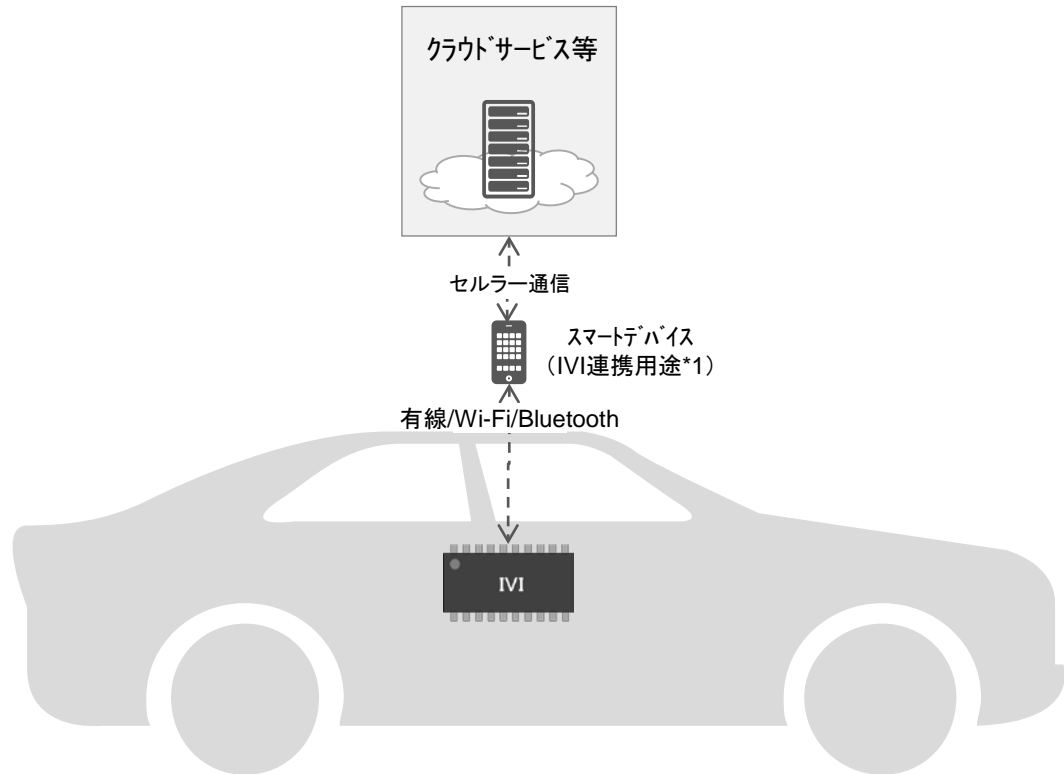 クラウドサービス等
セルラー通信
スマートデバイス
（IVI連携用途*1）
有線/Wi-Fi/Bluetooth
IVI